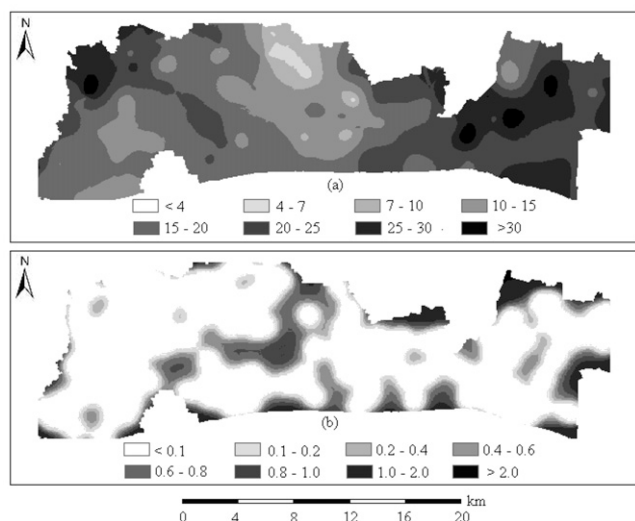 N
(a)
< 4 4 - 7 7 - 10 10 - 15
15 - 20 20 - 25 25 - 30 >30
N
(b)
< 0.1 0.1 - 0.2 0.2 - 0.4 0.4 - 0.6
0.6 - 0.8 0.8 - 1.0 1.0 - 2.0 > 2.0
km
0 4 8 12 16 20